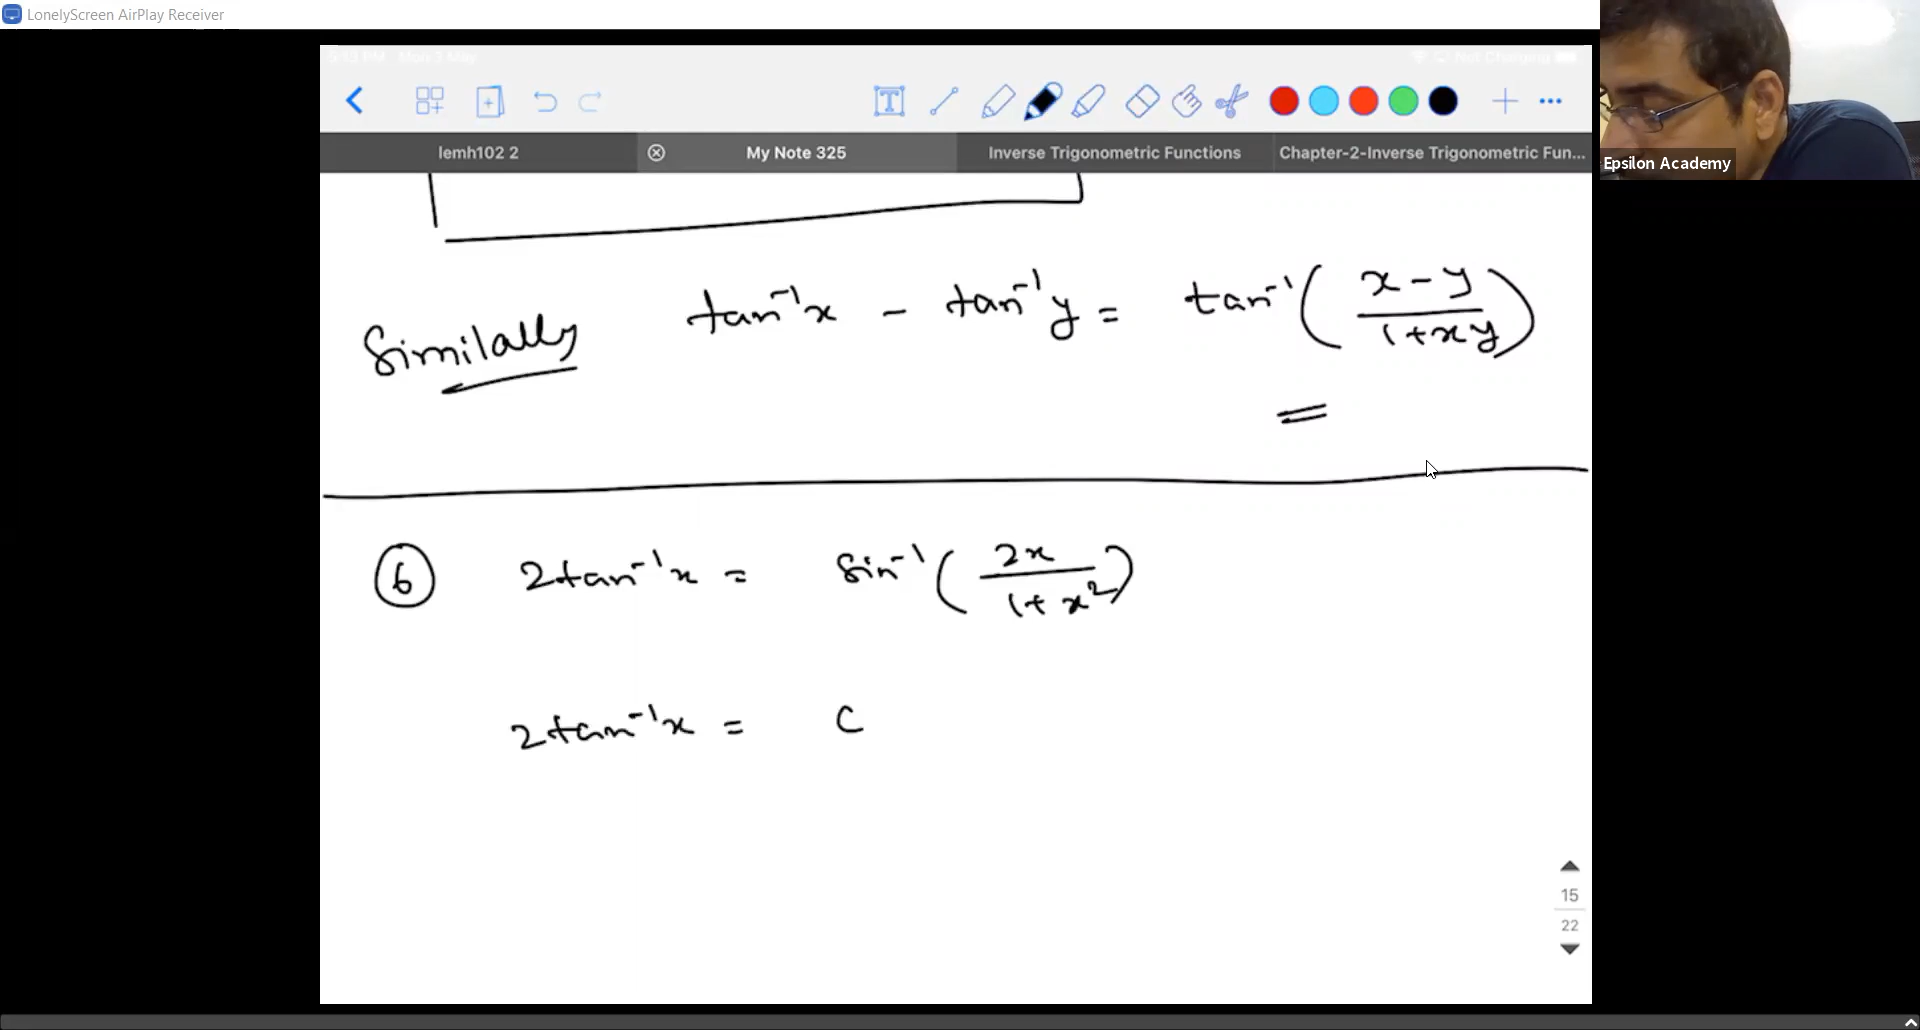 LonelyScreen AirPlay Receiver
lemh102 2
My Note 325
Inverse Trigonometric Functions
Chapter-2-Inverse Trigonometric Fun...
Epsilon Academy
Similally tan⁻¹x - tan⁻¹y = tan⁻¹(x-y/1+xy)
=
6 2tan⁻¹x = Sin⁻¹(2x/1+x²)
2tan⁻¹x = C
15
22